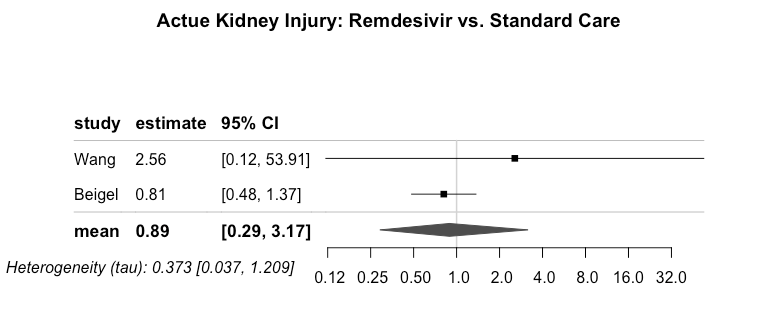 Actue Kidney Injury: Remdesivir vs. Standard Care
study estimate 95% CI
Wang 2.56 [0.12, 53.91]
Beigel 0.81 [0.48, 1.37]
mean 0.89 [0.29, 3.17]
Heterogeneity (tau): 0.373 [0.037, 1.209]
0.12 0.25 0.50 1.0 2.0 4.0 8.0 16.0 32.0